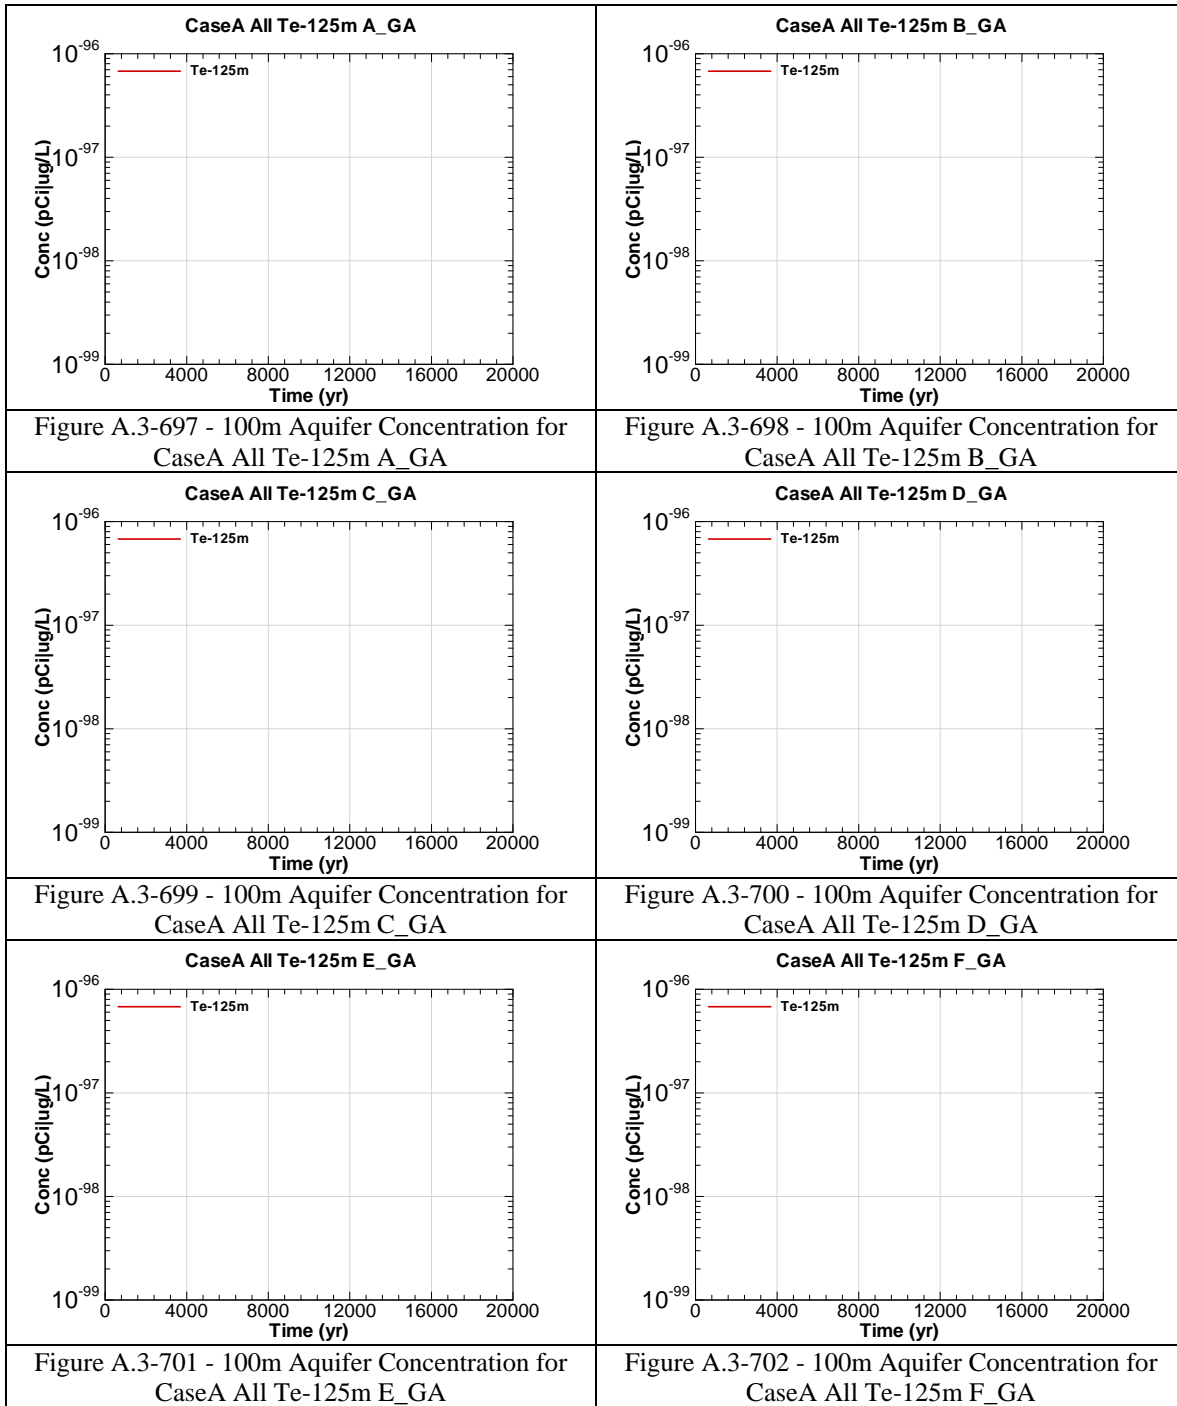 CaseA All Te-125m A_GA
10^-96
Te-125m
10^-97
Conc (pCi|ug/L)
10^-98
10^-99
0 4000 8000 12000 16000 20000
Time (yr)
Figure A.3-697 - 100m Aquifer Concentration for
CaseA All Te-125m A_GA
CaseA All Te-125m B_GA
10^-96
Te-125m
10^-97
Conc (pCi|ug/L)
10^-98
10^-99
0 4000 8000 12000 16000 20000
Time (yr)
Figure A.3-698 - 100m Aquifer Concentration for
CaseA All Te-125m B_GA
CaseA All Te-125m C_GA
10^-96
Te-125m
10^-97
Conc (pCi|ug/L)
10^-98
10^-99
0 4000 8000 12000 16000 20000
Time (yr)
Figure A.3-699 - 100m Aquifer Concentration for
CaseA All Te-125m C_GA
CaseA All Te-125m D_GA
10^-96
Te-125m
10^-97
Conc (pCi|ug/L)
10^-98
10^-99
0 4000 8000 12000 16000 20000
Time (yr)
Figure A.3-700 - 100m Aquifer Concentration for
CaseA All Te-125m D_GA
CaseA All Te-125m E_GA
10^-96
Te-125m
10^-97
Conc (pCi|ug/L)
10^-98
10^-99
0 4000 8000 12000 16000 20000
Time (yr)
Figure A.3-701 - 100m Aquifer Concentration for
CaseA All Te-125m E_GA
CaseA All Te-125m F_GA
10^-96
Te-125m
10^-97
Conc (pCi|ug/L)
10^-98
10^-99
0 4000 8000 12000 16000 20000
Time (yr)
Figure A.3-702 - 100m Aquifer Concentration for
CaseA All Te-125m F_GA